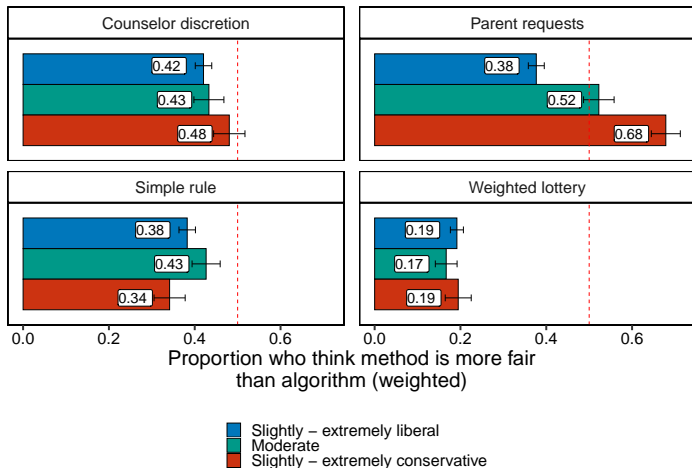 Counselor discretion
0.42
0.43
0.48
Parent requests
0.38
0.52
0.68
Simple rule
0.38
0.43
0.34
Weighted lottery
0.19
0.17
0.19
0.0 0.2 0.4 0.6
0.0 0.2 0.4 0.6
Proportion who think method is more fair
than algorithm (weighted)
Slightly − extremely liberal
Moderate
Slightly − extremely conservative